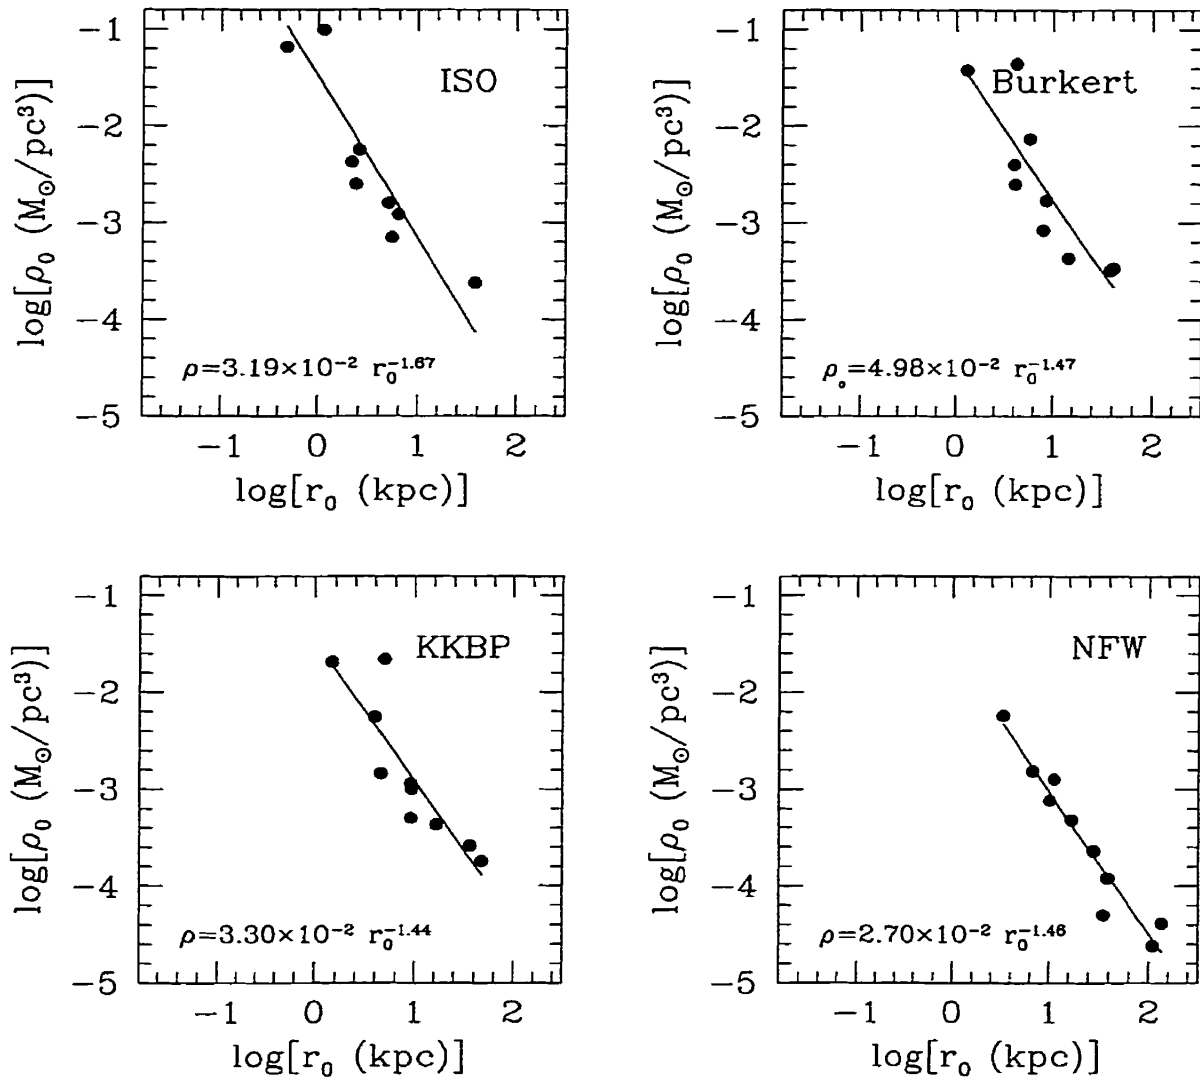 ISO
log[ρ₀ (M☉/pc³)]
−1
−2
−3
−4
−5
ρ=3.19×10⁻² r₀⁻¹·⁶⁷
−1 0 1 2
log[r₀ (kpc)]
Burkert
log[ρ₀ (M☉/pc³)]
−1
−2
−3
−4
−5
ρ₀=4.98×10⁻² r₀⁻¹·⁴⁷
−1 0 1 2
log[r₀ (kpc)]
KKBP
log[ρ₀ (M☉/pc³)]
−1
−2
−3
−4
−5
ρ=3.30×10⁻² r₀⁻¹·⁴⁴
−1 0 1 2
log[r₀ (kpc)]
NFW
log[ρ₀ (M☉/pc³)]
−1
−2
−3
−4
−5
ρ=2.70×10⁻² r₀⁻¹·⁴⁶
−1 0 1 2
log[r₀ (kpc)]